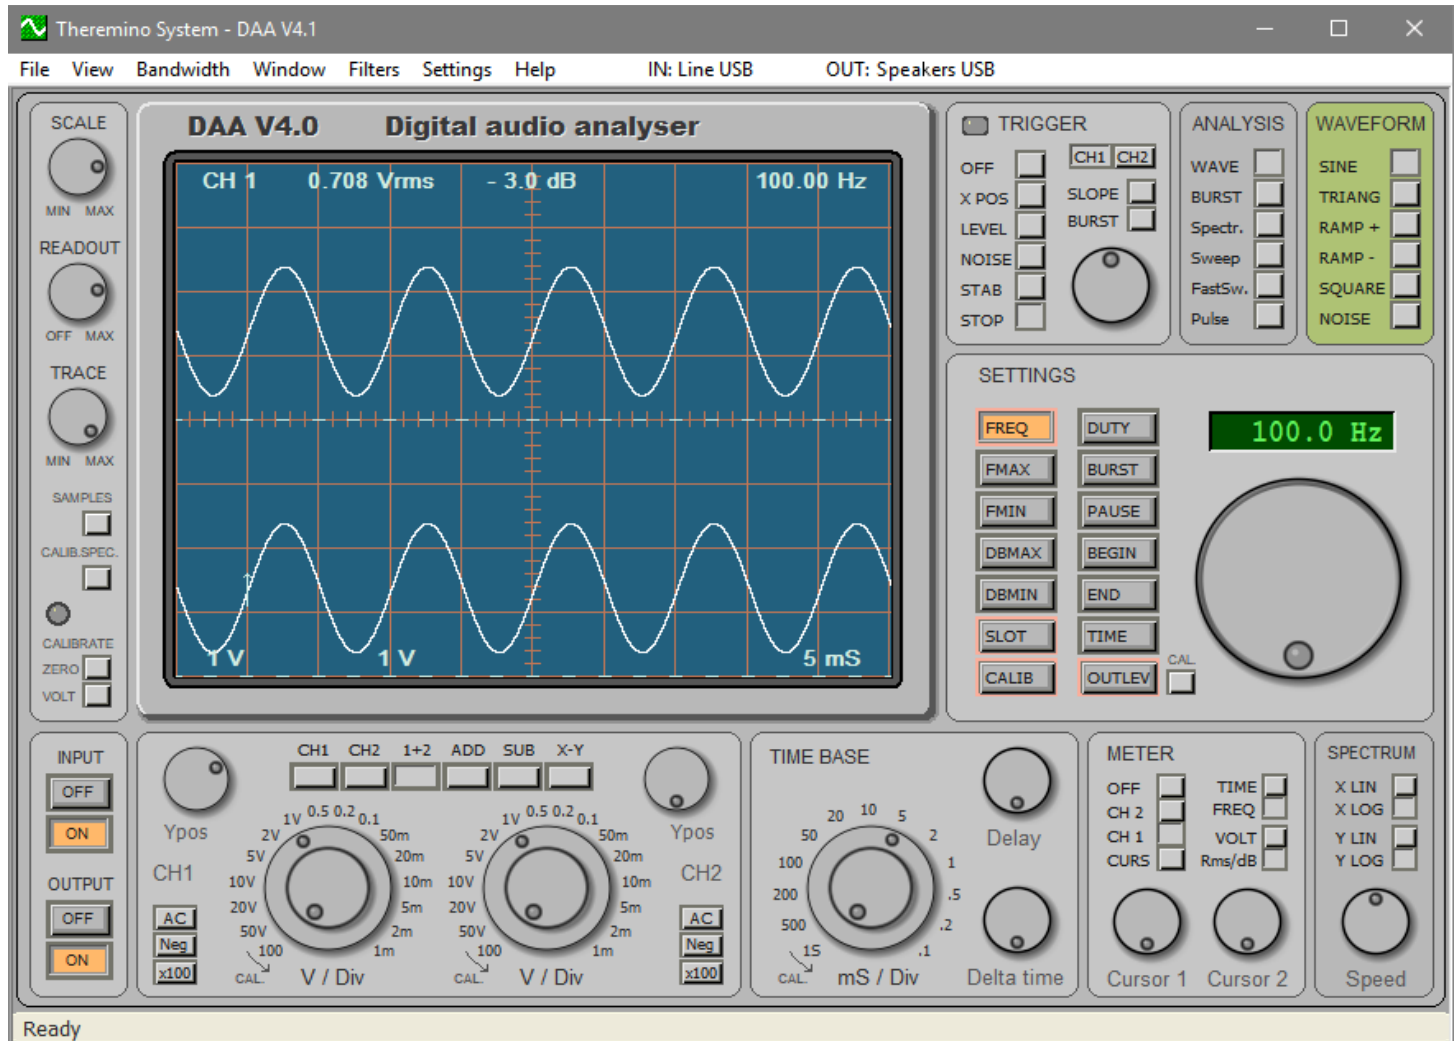 Theremino System - DAA V4.1
File View Bandwidth Window Filters Settings Help IN: Line USB OUT: Speakers USB
SCALE
MIN MAX
READOUT
OFF MAX
TRACE
MIN MAX
SAMPLES
CALIB.SPEC.
CALIBRATE
ZERO
VOLT
DAA V4.0 Digital audio analyser
CH 1 0.708 Vrms - 3.0 dB 100.00 Hz
1 V 1 V 5 mS
TRIGGER
CH1 CH2
OFF
X POS
LEVEL
NOISE
STAB
STOP
SLOPE
BURST
ANALYSIS
WAVE
BURST
Spectr.
Sweep
FastSw.
Pulse
WAVEFORM
SINE
TRIANG
RAMP +
RAMP -
SQUARE
NOISE
SETTINGS
FREQ DUTY
FMAX BURST
FMIN PAUSE
DBMAX BEGIN
DBMIN END
SLOT TIME
CALIB OUTLEV
CAL.
100.0 Hz
INPUT
OFF
ON
OUTPUT
OFF
ON
CH1 CH2 1+2 ADD SUB X-Y
Ypos
CH1
AC
Neg
x100
100 50V 20V 10V 5V 2V 1V 0.5 0.2 0.1 50m 20m 10m 5m 2m 1m
CAL.
V / Div
100 50V 20V 10V 5V 2V 1V 0.5 0.2 0.1 50m 20m 10m 5m 2m 1m
CAL.
V / Div
Ypos
CH2
AC
Neg
x100
TIME BASE
1S 500 200 100 50 20 10 5 2 1 .5 .2 .1
CAL.
mS / Div
Delay
Delta time
METER
OFF
CH 2
CH 1
CURS
TIME
FREQ
VOLT
Rms/dB
Cursor 1 Cursor 2
SPECTRUM
X LIN
X LOG
Y LIN
Y LOG
Speed
Ready